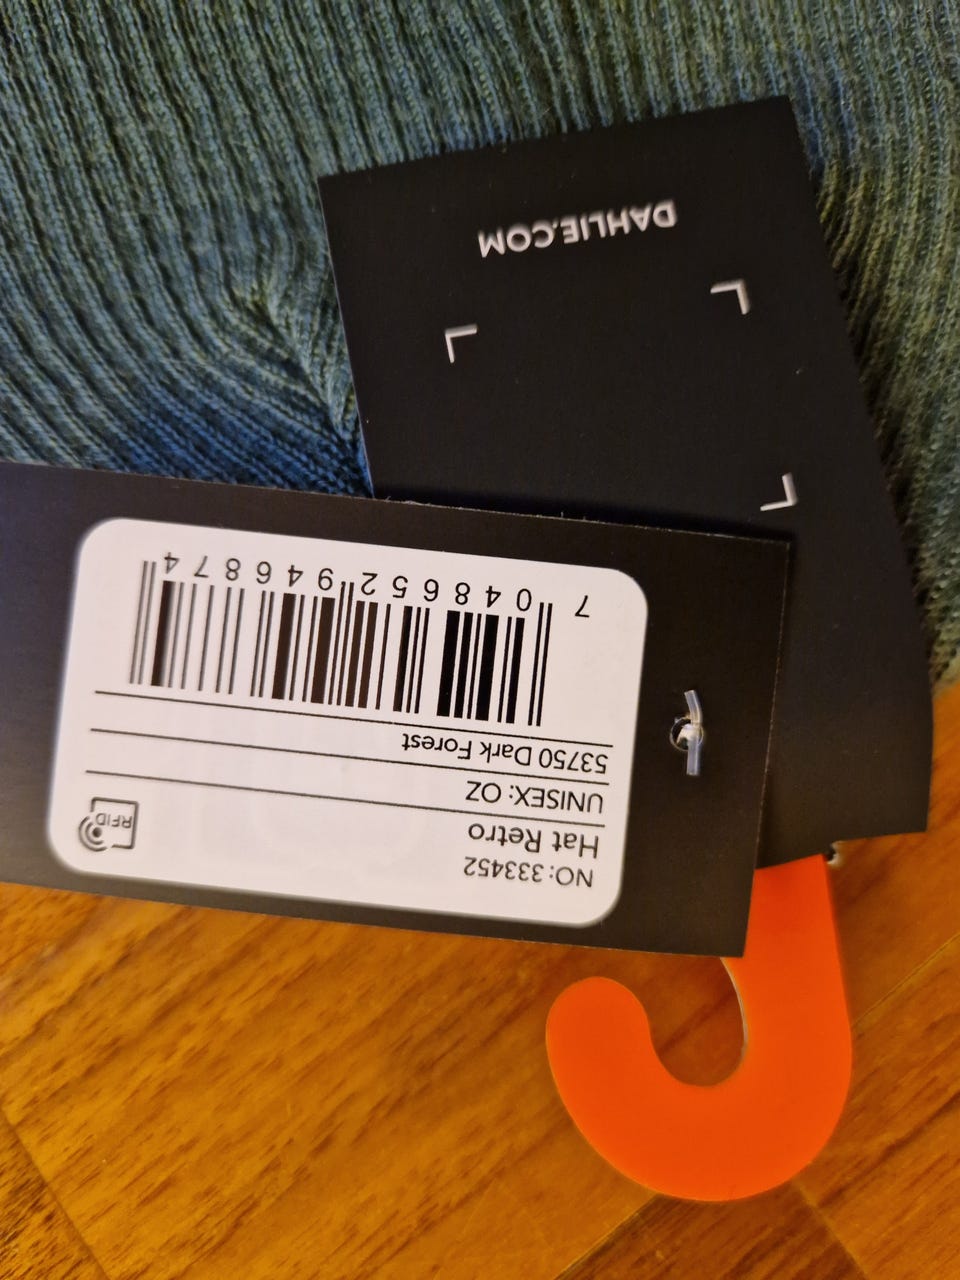 NO: 333452
Hat Retro
RFID
UNISEX: OZ
53750 Dark Forest
7 048652 946874
DAHLIE.COM